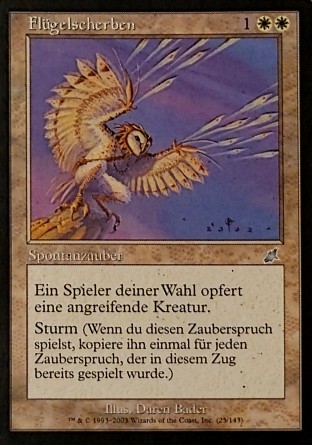 Flügelscherben 1
2002
Spontanzauber
Ein Spieler deiner Wahl opfert
eine angreifende Kreatur.
Sturm (Wenn du diesen Zauberspruch
spielst, kopiere ihn einmal für jeden
Zauberspruch, der in diesem Zug
bereits gespielt wurde.)
Illus. Daren Bader
™ & © 1993-2003 Wizards of the Coast, Inc. (25/143)